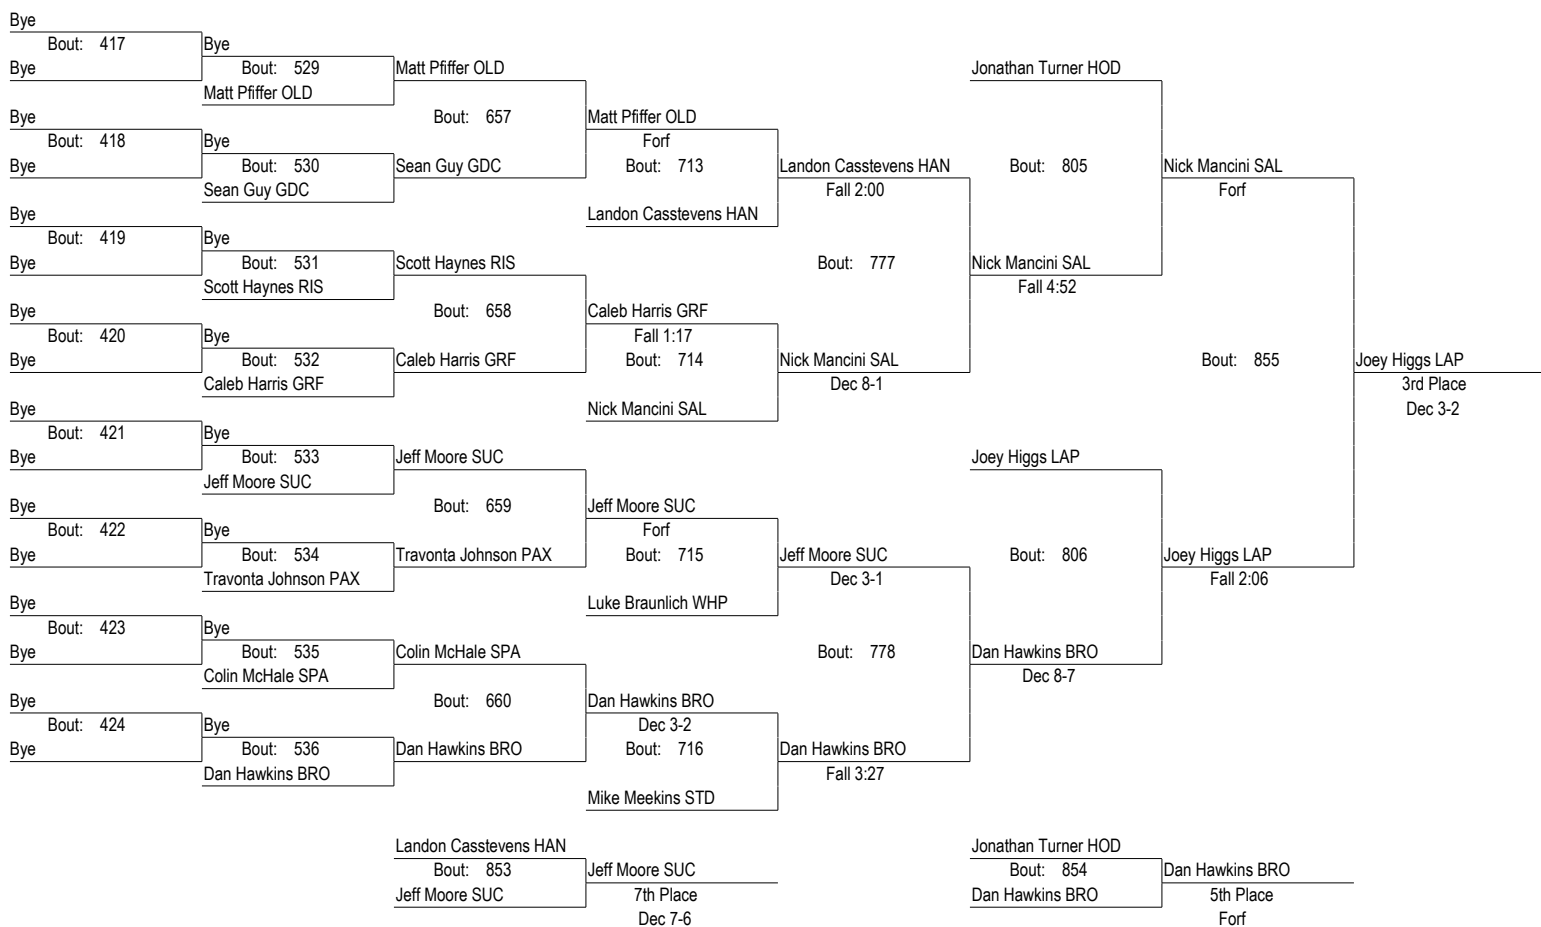 Bye
Bout: 417 Bye
Bye Bout: 529 Matt Pfiffer OLD Jonathan Turner HOD
Matt Pfiffer OLD
Bye Bout: 657 Matt Pfiffer OLD
Bout: 418 Bye Forf
Bye Bout: 530 Sean Guy GDC Bout: 713 Landon Casstevens HAN Bout: 805 Nick Mancini SAL
Sean Guy GDC Fall 2:00 Forf
Bye Landon Casstevens HAN
Bout: 419 Bye
Bye Bout: 531 Scott Haynes RIS Bout: 777 Nick Mancini SAL
Scott Haynes RIS Fall 4:52
Bye Bout: 658 Caleb Harris GRF
Bout: 420 Bye Fall 1:17
Bye Bout: 532 Caleb Harris GRF Bout: 714 Nick Mancini SAL Bout: 855 Joey Higgs LAP
Caleb Harris GRF Dec 8-1 3rd Place
Bye Nick Mancini SAL Dec 3-2
Bout: 421 Bye
Bye Bout: 533 Jeff Moore SUC Joey Higgs LAP
Jeff Moore SUC
Bye Bout: 659 Jeff Moore SUC
Bout: 422 Bye Forf
Bye Bout: 534 Travonta Johnson PAX Bout: 715 Jeff Moore SUC Bout: 806 Joey Higgs LAP
Travonta Johnson PAX Dec 3-1 Fall 2:06
Bye Luke Braunlich WHP
Bout: 423 Bye
Bye Bout: 535 Colin McHale SPA Bout: 778 Dan Hawkins BRO
Colin McHale SPA Dec 8-7
Bye Bout: 660 Dan Hawkins BRO
Bout: 424 Bye Dec 3-2
Bye Bout: 536 Dan Hawkins BRO Bout: 716 Dan Hawkins BRO
Dan Hawkins BRO Fall 3:27
Mike Meekins STD
Landon Casstevens HAN Jonathan Turner HOD
Bout: 853 Jeff Moore SUC Bout: 854 Dan Hawkins BRO
Jeff Moore SUC 7th Place Dan Hawkins BRO 5th Place
Dec 7-6 Forf